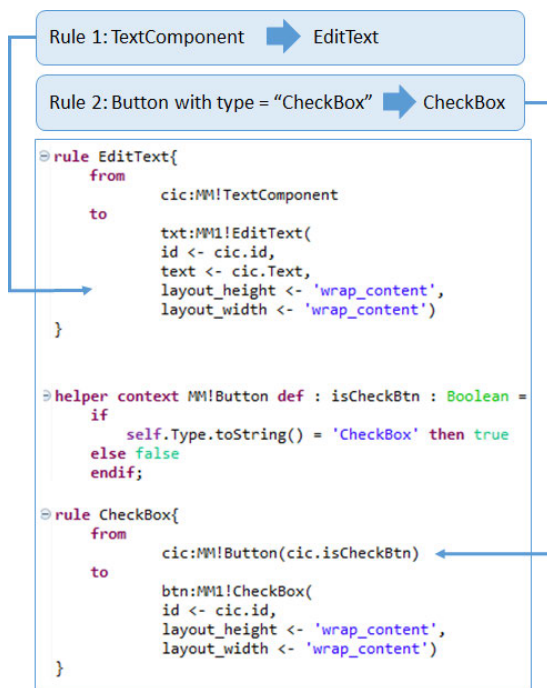 Rule 1: TextComponent EditText
Rule 2: Button with type = “CheckBox” CheckBox
rule EditText{
from
cic:MM!TextComponent
to
txt:MM1!EditText(
id <- cic.id,
text <- cic.Text,
layout_height <- 'wrap_content',
layout_width <- 'wrap_content')
}
helper context MM!Button def : isCheckBtn : Boolean =
if
self.Type.toString() = 'CheckBox' then true
else false
endif;
rule CheckBox{
from
cic:MM!Button(cic.isCheckBtn)
to
btn:MM1!CheckBox(
id <- cic.id,
layout_height <- 'wrap_content',
layout_width <- 'wrap_content')
}